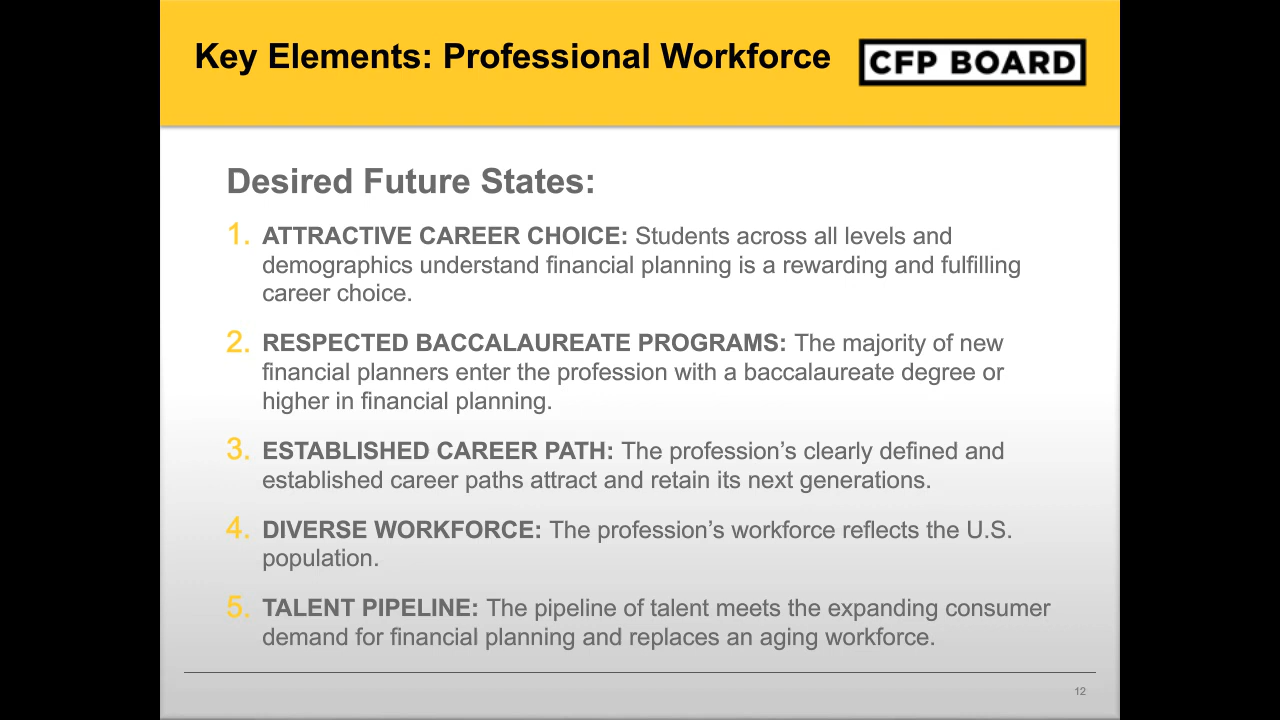 Key Elements: Professional Workforce
CFP BOARD
Desired Future States:
1. ATTRACTIVE CAREER CHOICE: Students across all levels and
demographics understand financial planning is a rewarding and fulfilling
career choice.
2. RESPECTED BACCALAUREATE PROGRAMS: The majority of new
financial planners enter the profession with a baccalaureate degree or
higher in financial planning.
3. ESTABLISHED CAREER PATH: The profession’s clearly defined and
established career paths attract and retain its next generations.
4. DIVERSE WORKFORCE: The profession’s workforce reflects the U.S.
population.
5. TALENT PIPELINE: The pipeline of talent meets the expanding consumer
demand for financial planning and replaces an aging workforce.
12